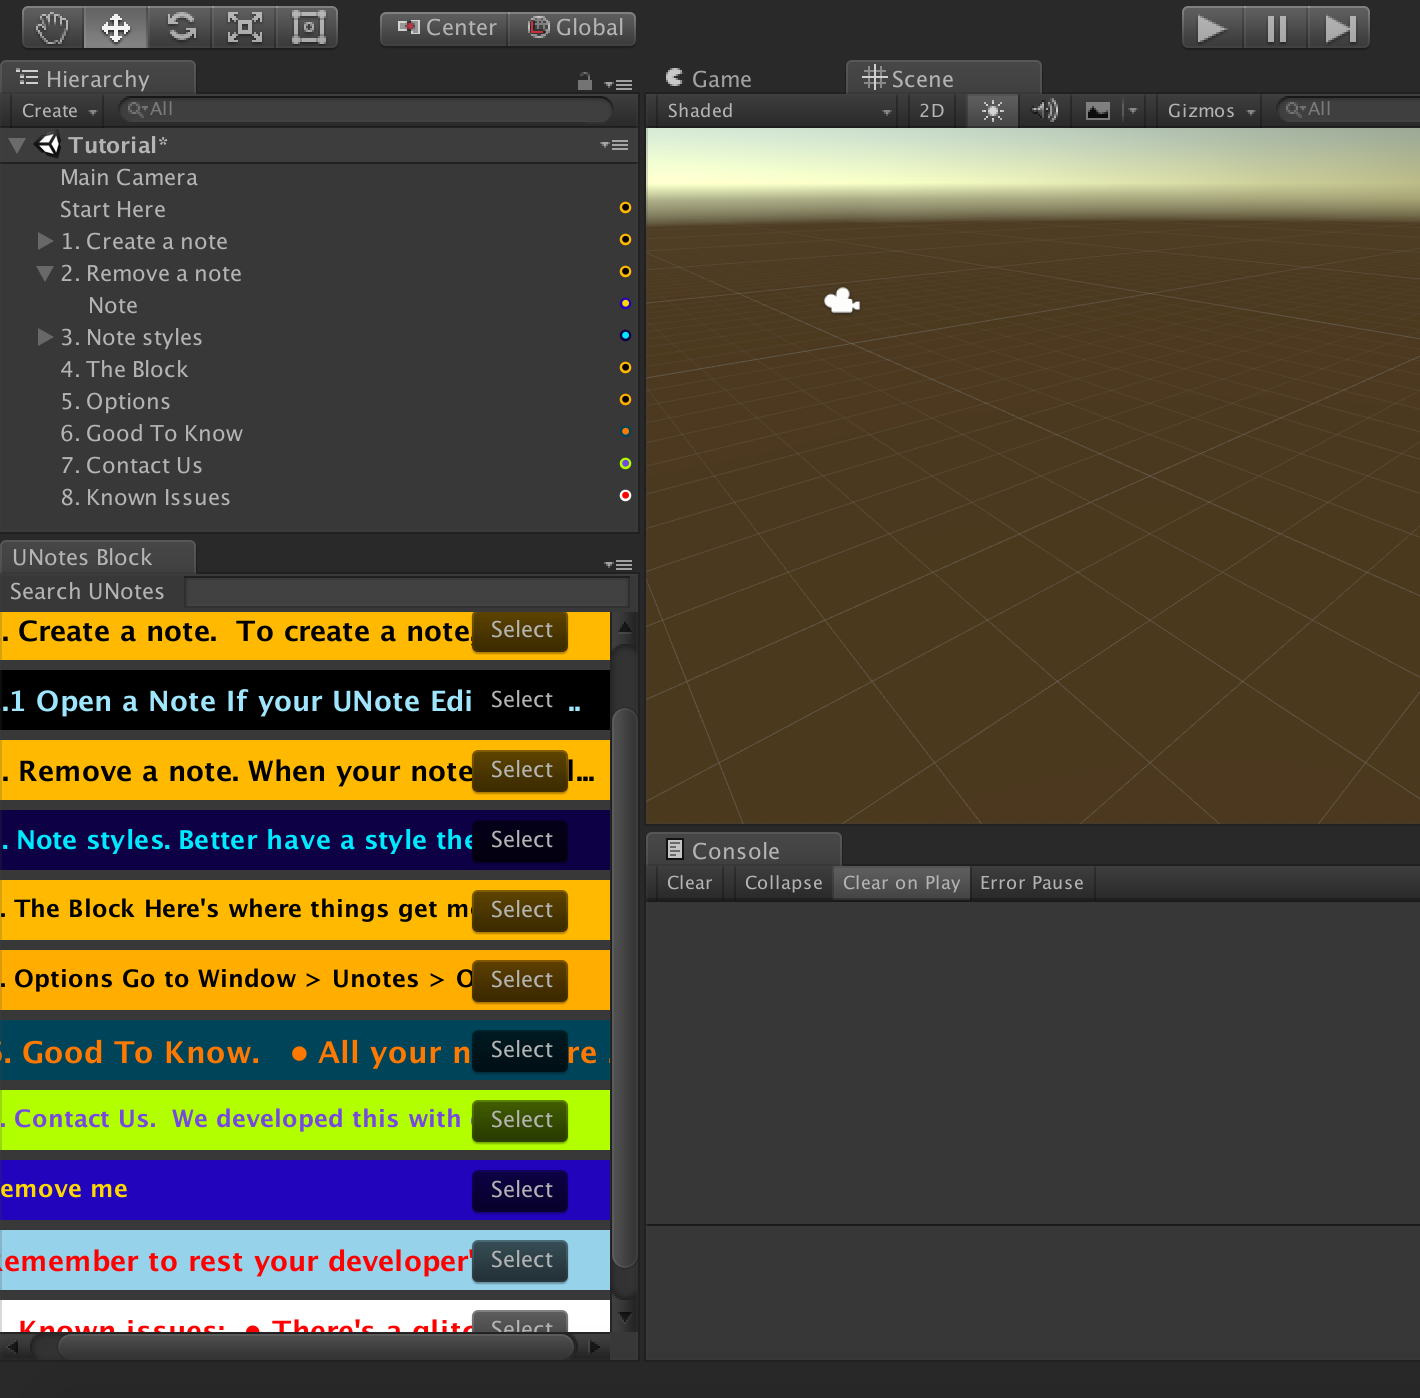 Center Global
Hierarchy
Create All
Tutorial*
Main Camera
Start Here
1. Create a note
2. Remove a note
Note
3. Note styles
4. The Block
5. Options
6. Good To Know
7. Contact Us
8. Known Issues
UNotes Block
Search UNotes
. Create a note. To create a note. Select
.1 Open a Note If your UNote Edi Select ..
. Remove a note. When your note Select l...
. Note styles. Better have a style the Select
. The Block Here's where things get m Select
. Options Go to Window > Unotes > O Select
. Good To Know. ● All your n Select re .
. Contact Us. We developed this with Select
emove me Select
emember to rest your developer' Select
Known issues: ● There's a glitc Select
Game Scene
Shaded 2D Gizmos All
Console
Clear Collapse Clear on Play Error Pause